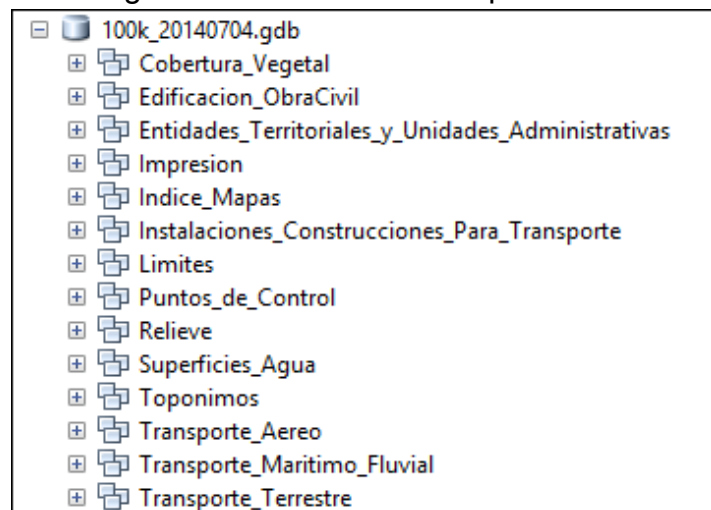 100k_20140704.gdb
Cobertura_Vegetal
Edificacion_ObraCivil
Entidades_Territoriales_y_Unidades_Administrativas
Impresion
Indice_Mapas
Instalaciones_Construcciones_Para_Transporte
Limites
Puntos_de_Control
Relieve
Superficies_Agua
Toponimos
Transporte_Aereo
Transporte_Maritimo_Fluvial
Transporte_Terrestre